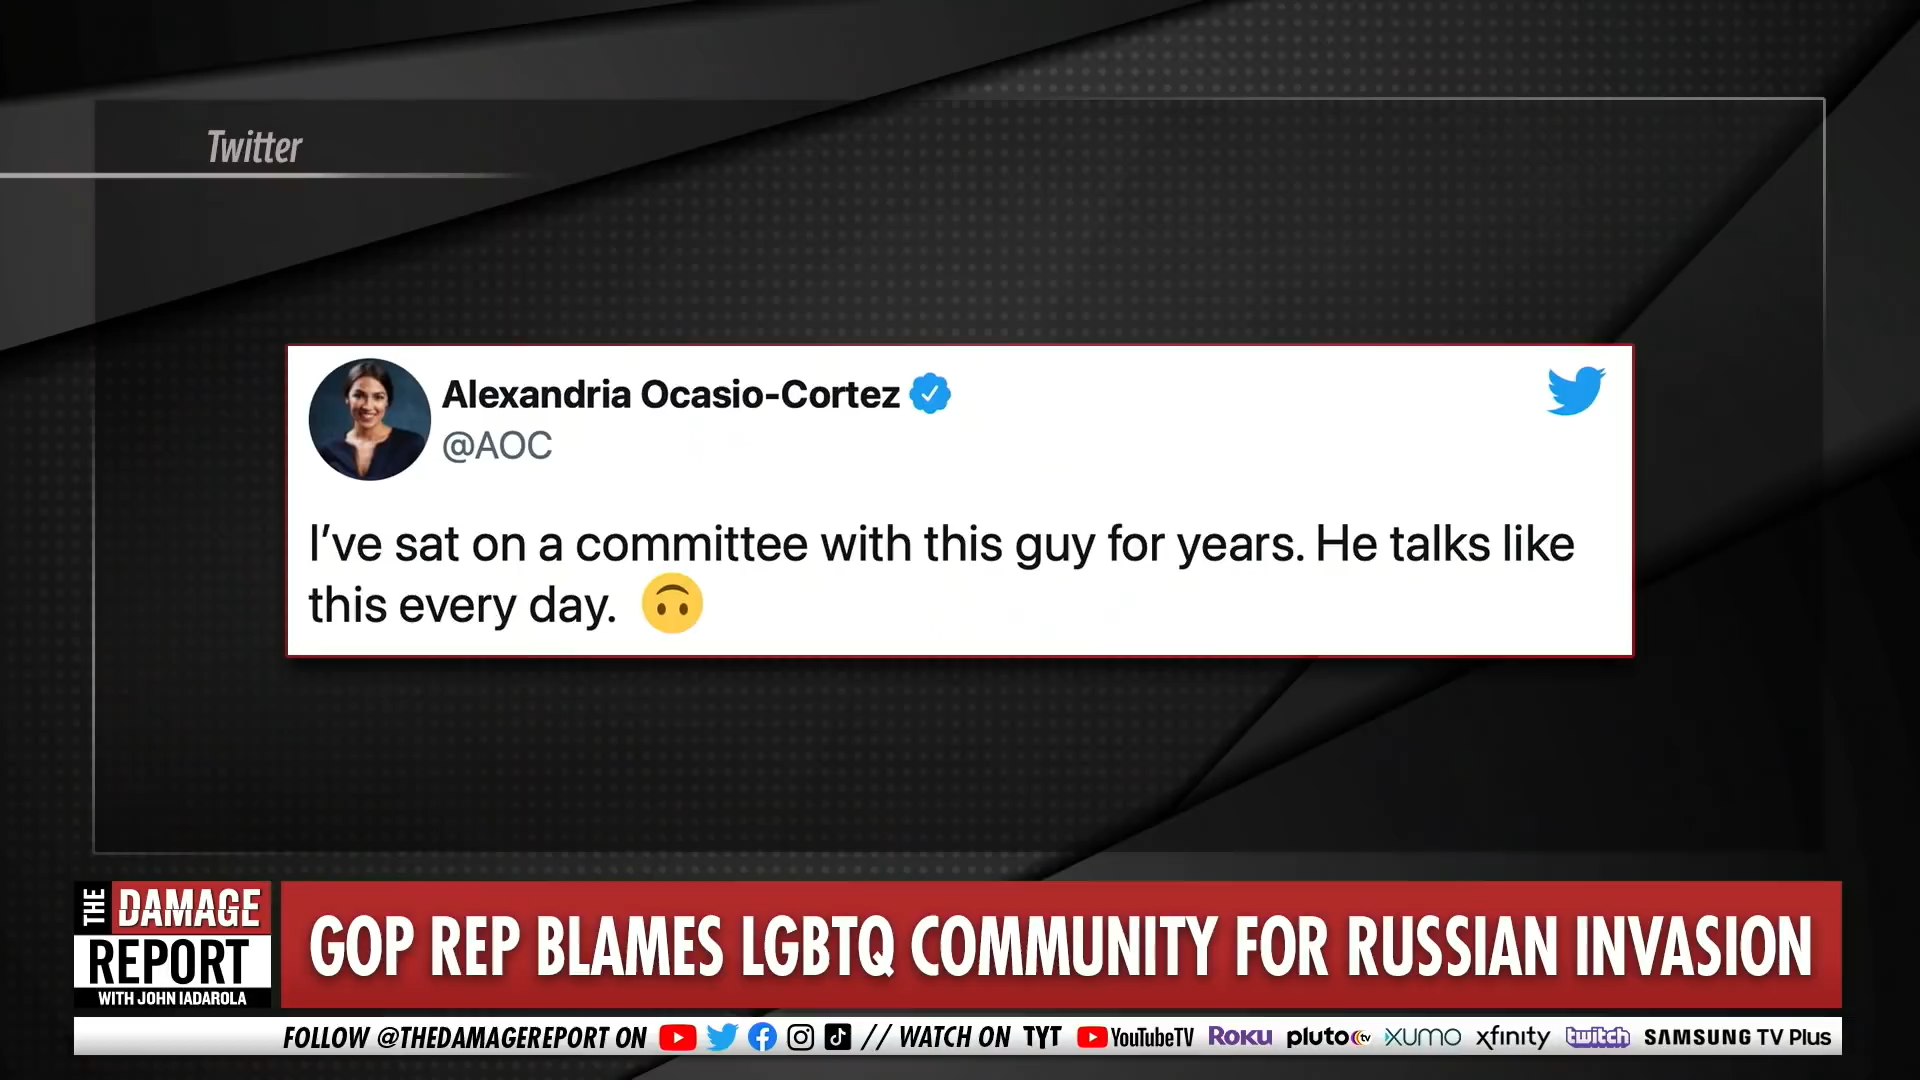 Twitter
Alexandria Ocasio-Cortez
@AOC
I've sat on a committee with this guy for years. He talks like
this every day. 🙃
THE DAMAGE
REPORT
WITH JOHN IADAROLA
GOP REP BLAMES LGBTQ COMMUNITY FOR RUSSIAN INVASION
FOLLOW @THEDAMAGEREPORT ON // WATCH ON TYT YouTubeTV ROKU pluto tv XUMO xfinity twitch SAMSUNG TV Plus